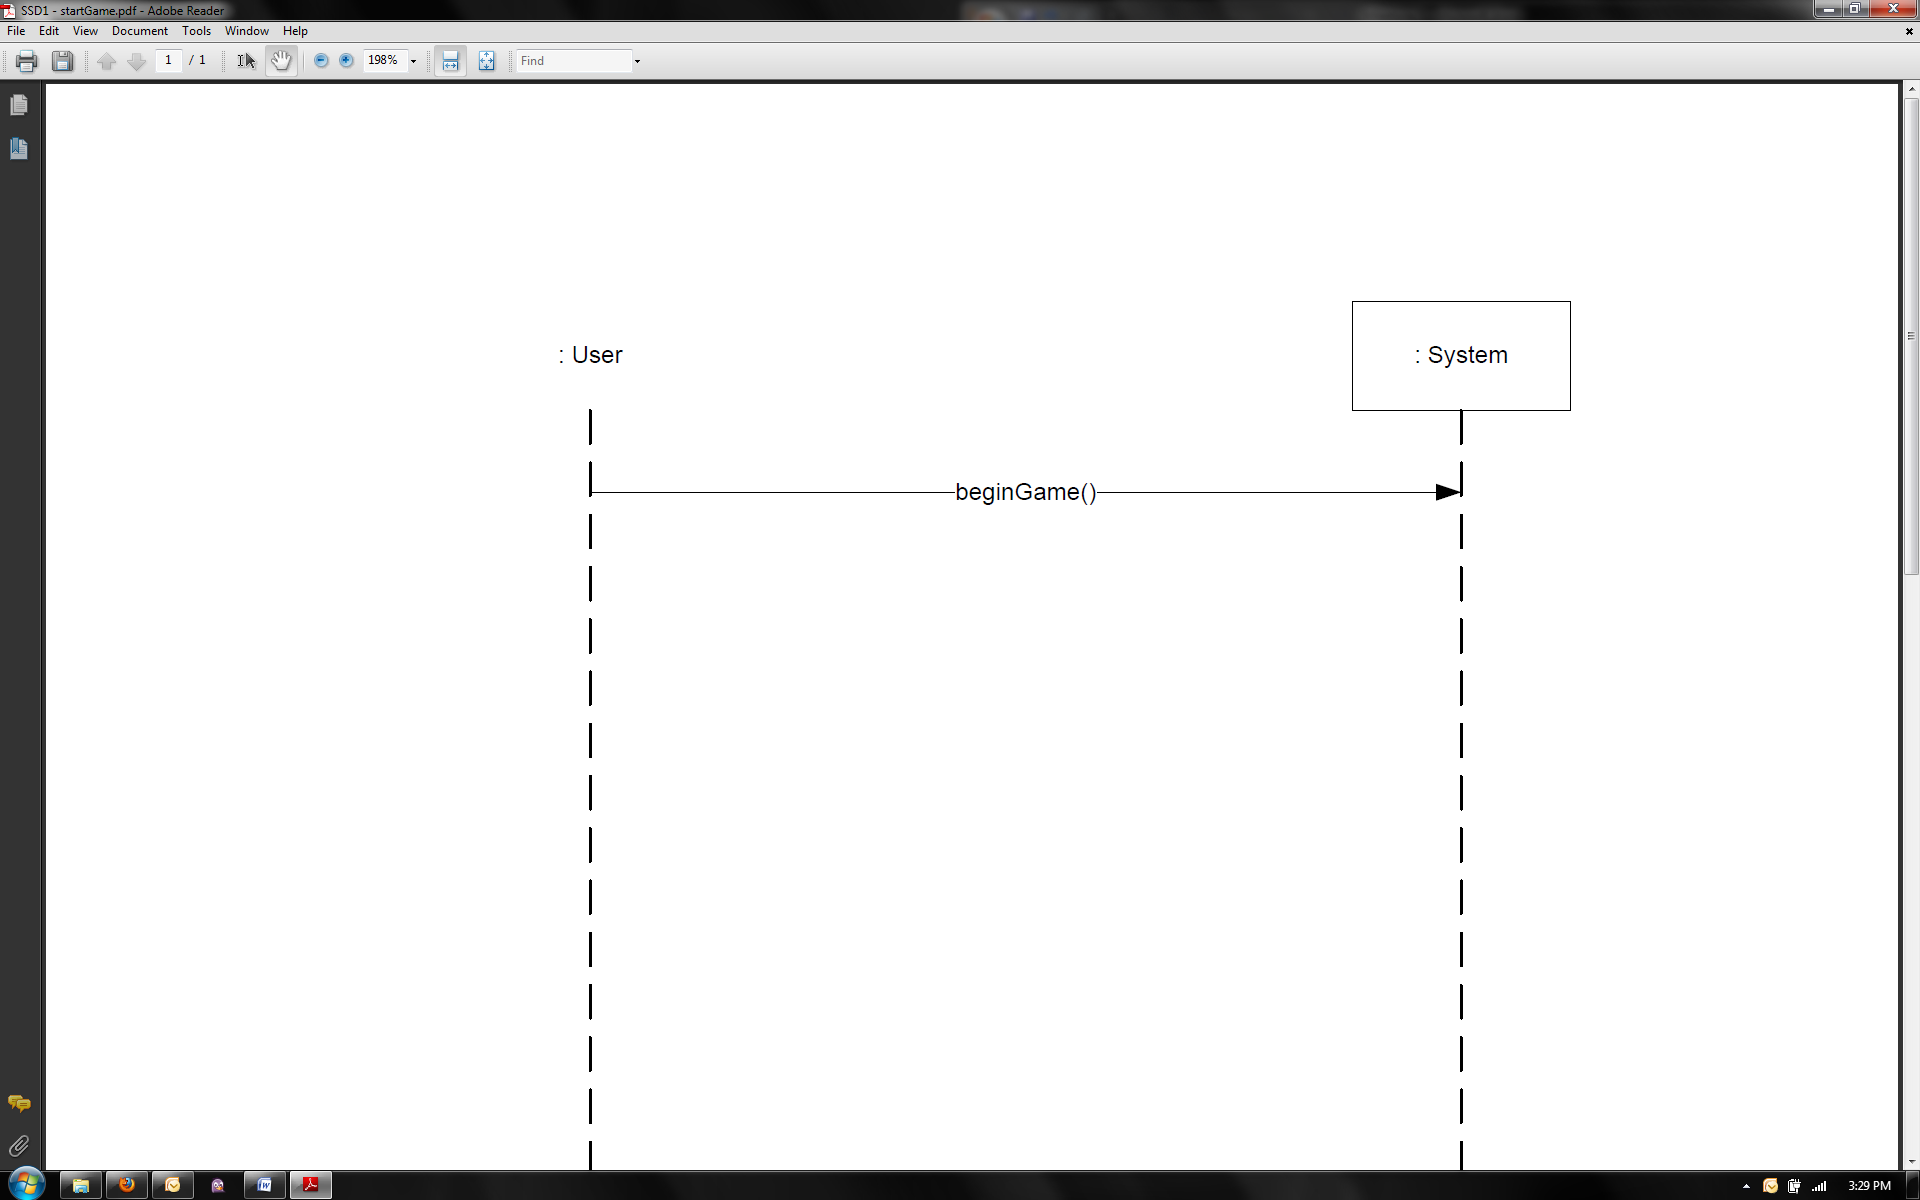 SSD1 - startGame.pdf - Adobe Reader
File Edit View Document Tools Window Help
1 / 1 198% Find
: User : System
beginGame()
3:29 PM